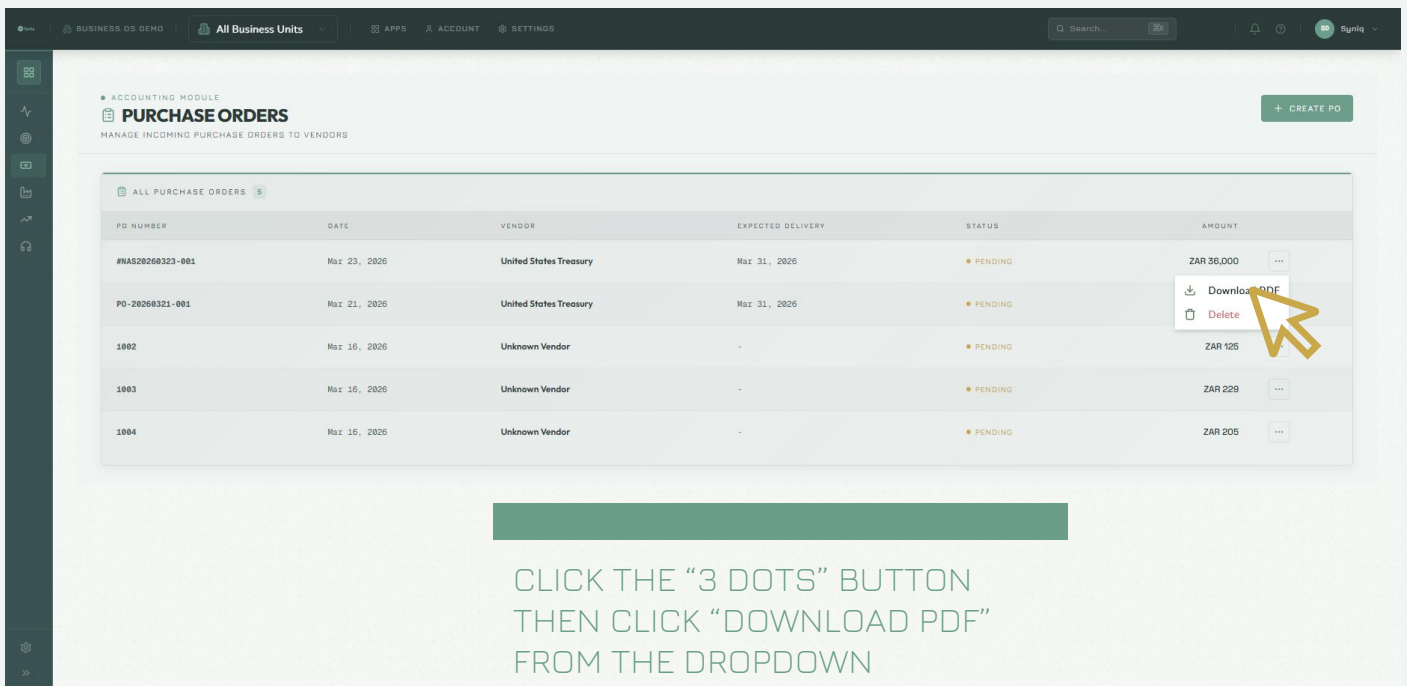 Syniq BUSINESS OS DEMO All Business Units APPS ACCOUNT SETTINGS Search... ⌘K SD Syniq
ACCOUNTING MODULE
PURCHASE ORDERS
MANAGE INCOMING PURCHASE ORDERS TO VENDORS
+ CREATE PO
ALL PURCHASE ORDERS 5
PO NUMBER DATE VENDOR EXPECTED DELIVERY STATUS AMOUNT
#NAS20260323-001 Mar 23, 2026 United States Treasury Mar 31, 2026 PENDING ZAR 36,000 ...
PO-20260321-001 Mar 21, 2026 United States Treasury Mar 31, 2026 PENDING
Download PDF
Delete
1002 Mar 16, 2026 Unknown Vendor - PENDING ZAR 125 ...
1003 Mar 16, 2026 Unknown Vendor - PENDING ZAR 229 ...
1004 Mar 16, 2026 Unknown Vendor - PENDING ZAR 205 ...
CLICK THE “3 DOTS” BUTTON
THEN CLICK “DOWNLOAD PDF”
FROM THE DROPDOWN